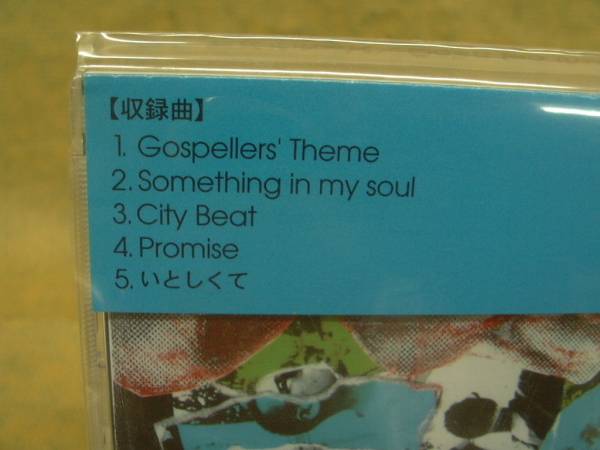 【収録曲】
1. Gospellers' Theme
2. Something in my soul
3. City Beat
4. Promise
5. いとしくて